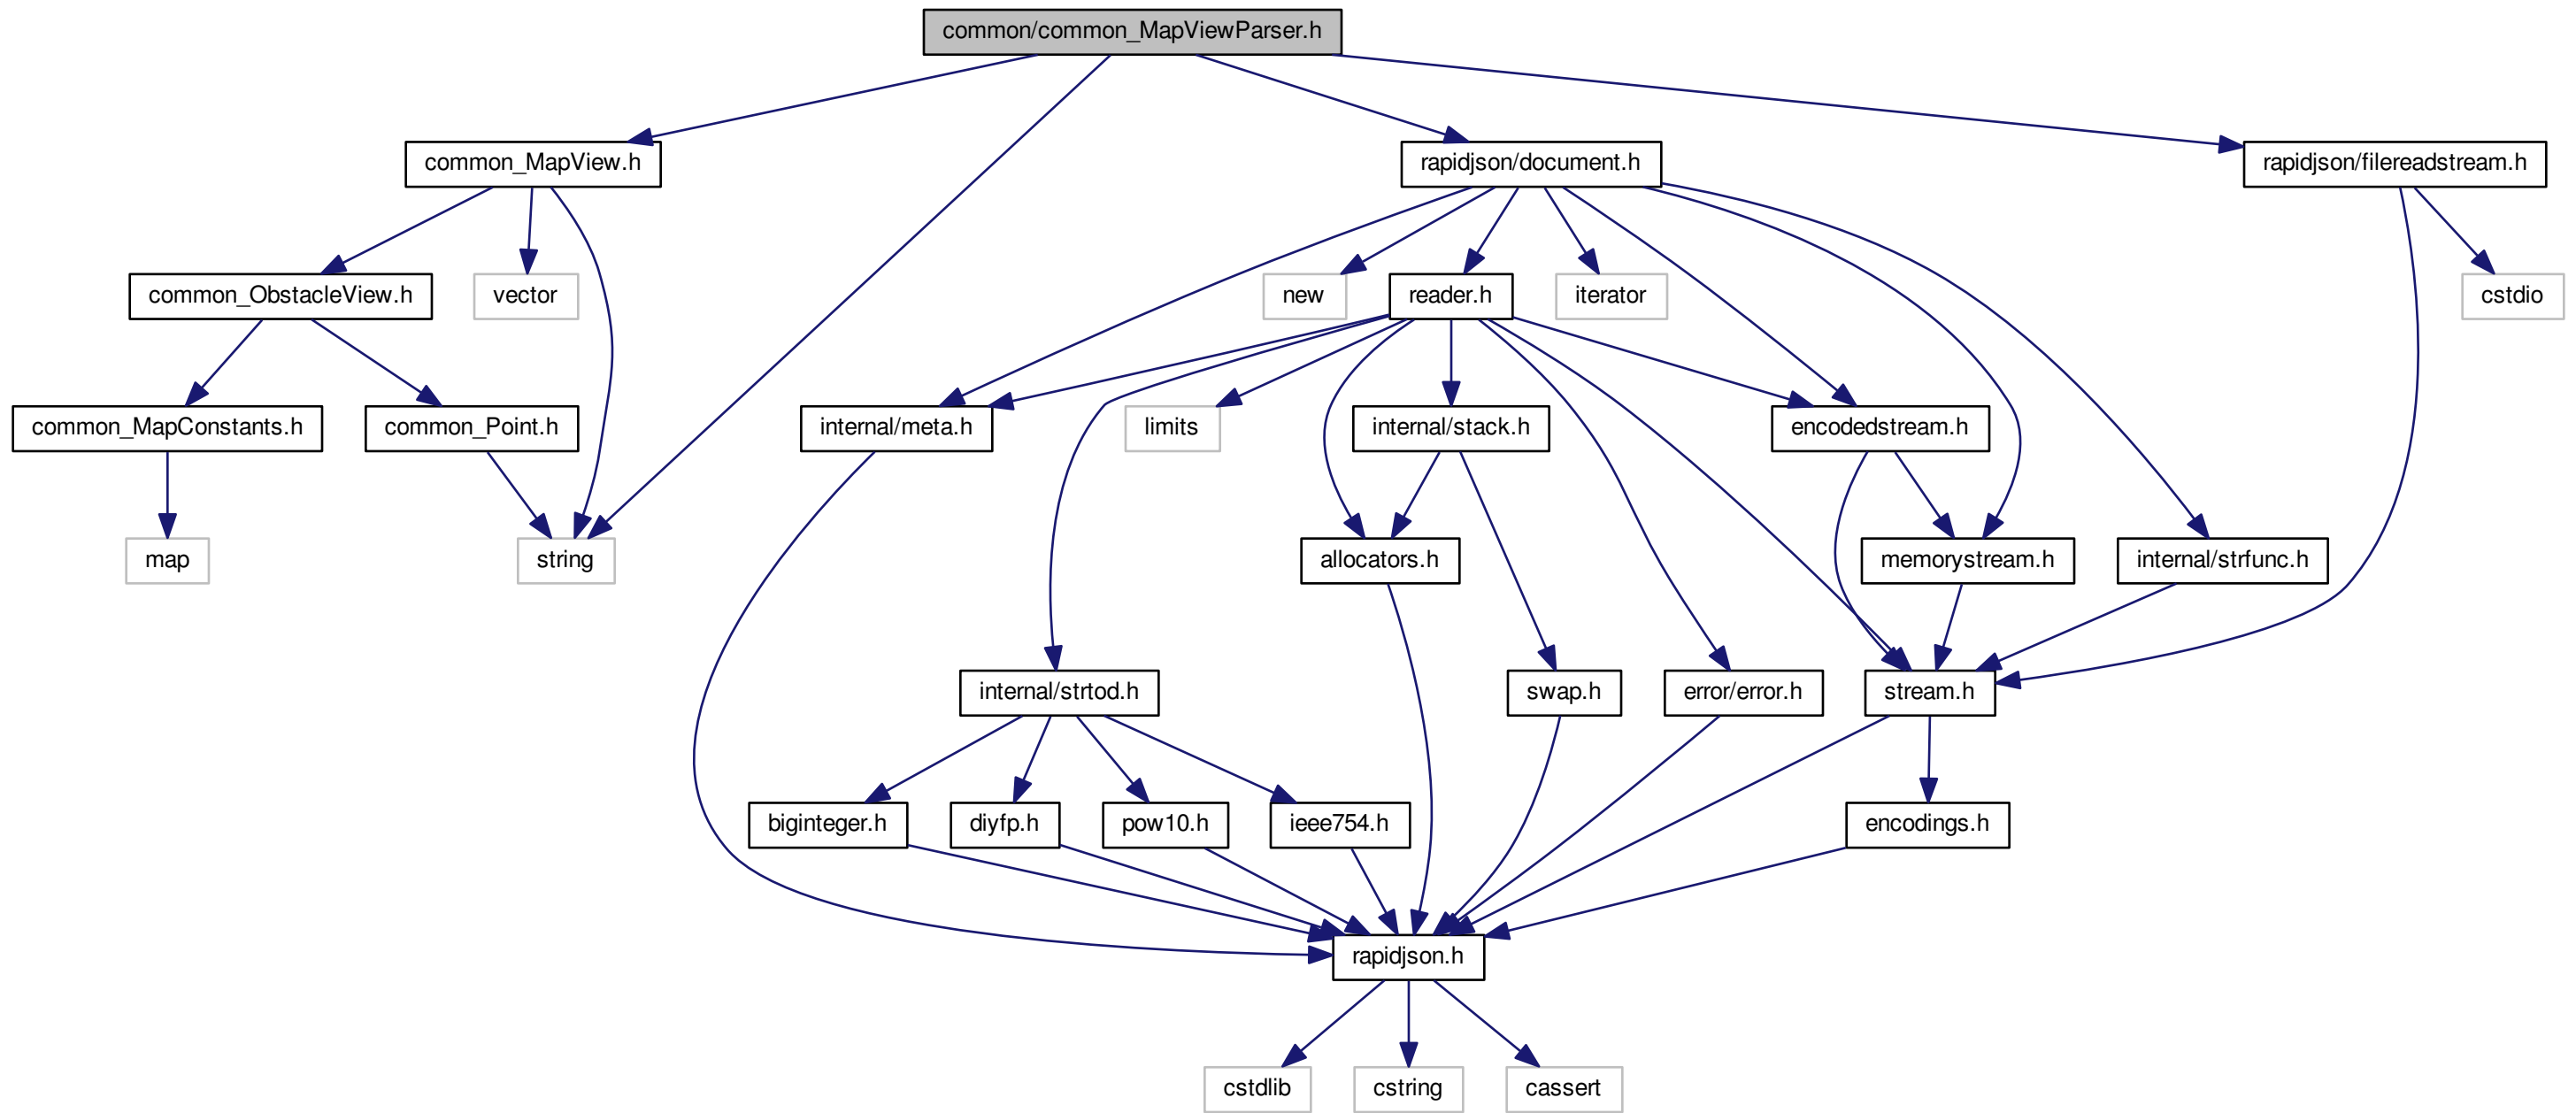 common/common_MapViewParser.h
common_MapView.h
rapidjson/document.h
rapidjson/filereadstream.h
common_ObstacleView.h
vector
new
reader.h
iterator
cstdio
common_MapConstants.h
common_Point.h
internal/meta.h
limits
internal/stack.h
encodedstream.h
map
string
allocators.h
memorystream.h
internal/strfunc.h
internal/strtod.h
swap.h
error/error.h
stream.h
biginteger.h
diyfp.h
pow10.h
ieee754.h
encodings.h
rapidjson.h
cstdlib
cstring
cassert